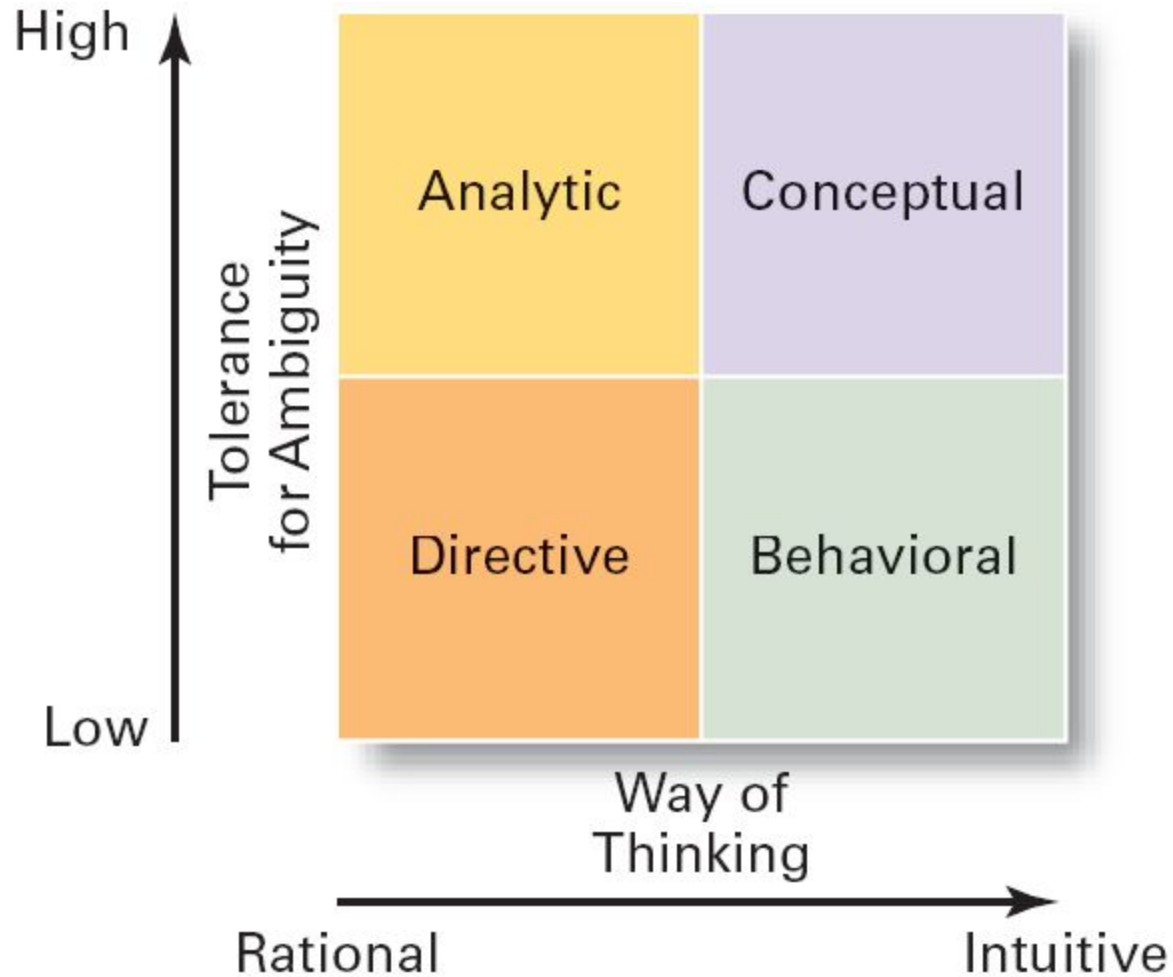 High
Analytic
Conceptual
Tolerance
for Ambiguity
Directive
Behavioral
Low
Way of
Thinking
Rational
Intuitive